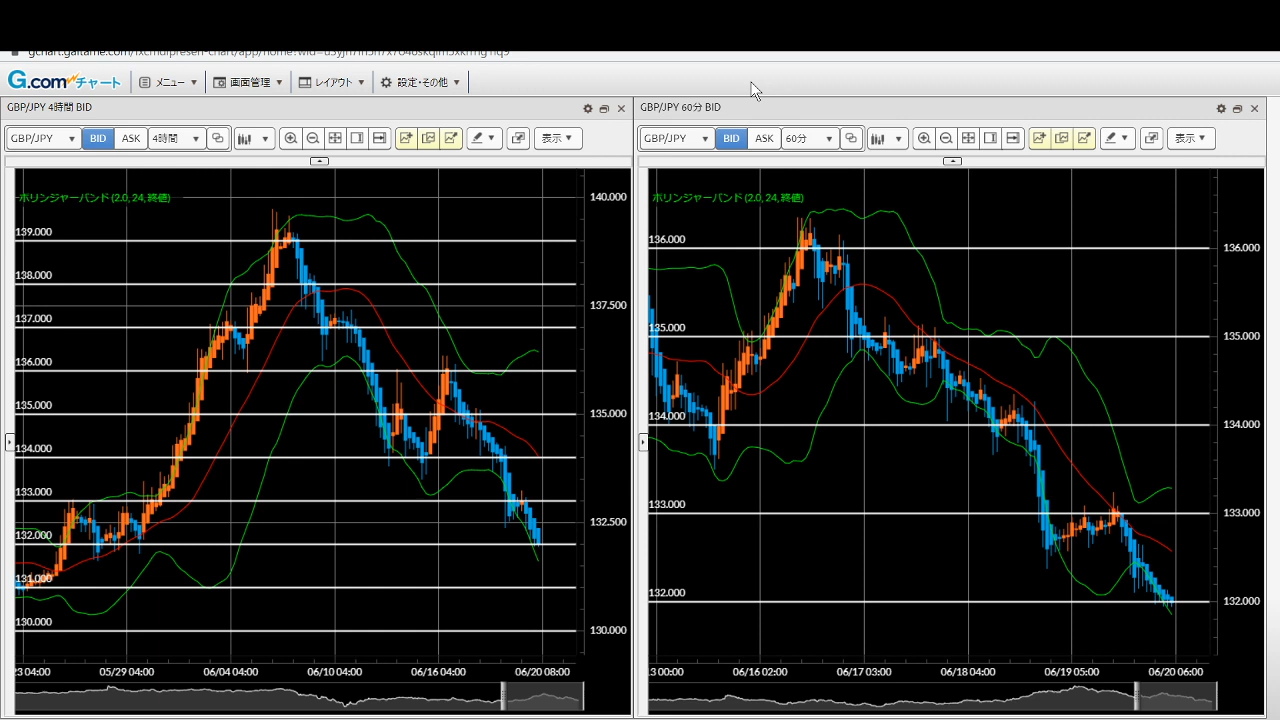 G.comチャート メニュー 画面管理 レイアウト 設定・その他
GBP/JPY 4時間 BID
GBP/JPY BID ASK 4時間 表示
ボリンジャーバンド (2.0, 24, 終値)
139.000
138.000
137.000
136.000
135.000
134.000
133.000
132.000
131.000
130.000
140.000
137.500
135.000
132.500
130.000
23 04:00 05/29 04:00 06/04 04:00 06/10 04:00 06/16 04:00 06/20 08:00
GBP/JPY 60分 BID
GBP/JPY BID ASK 60分 表示
ボリンジャーバンド (2.0, 24, 終値)
136.000
135.000
134.000
133.000
132.000
136.000
135.000
134.000
133.000
132.000
13 00:00 06/16 02:00 06/17 03:00 06/18 04:00 06/19 05:00 06/20 06:00